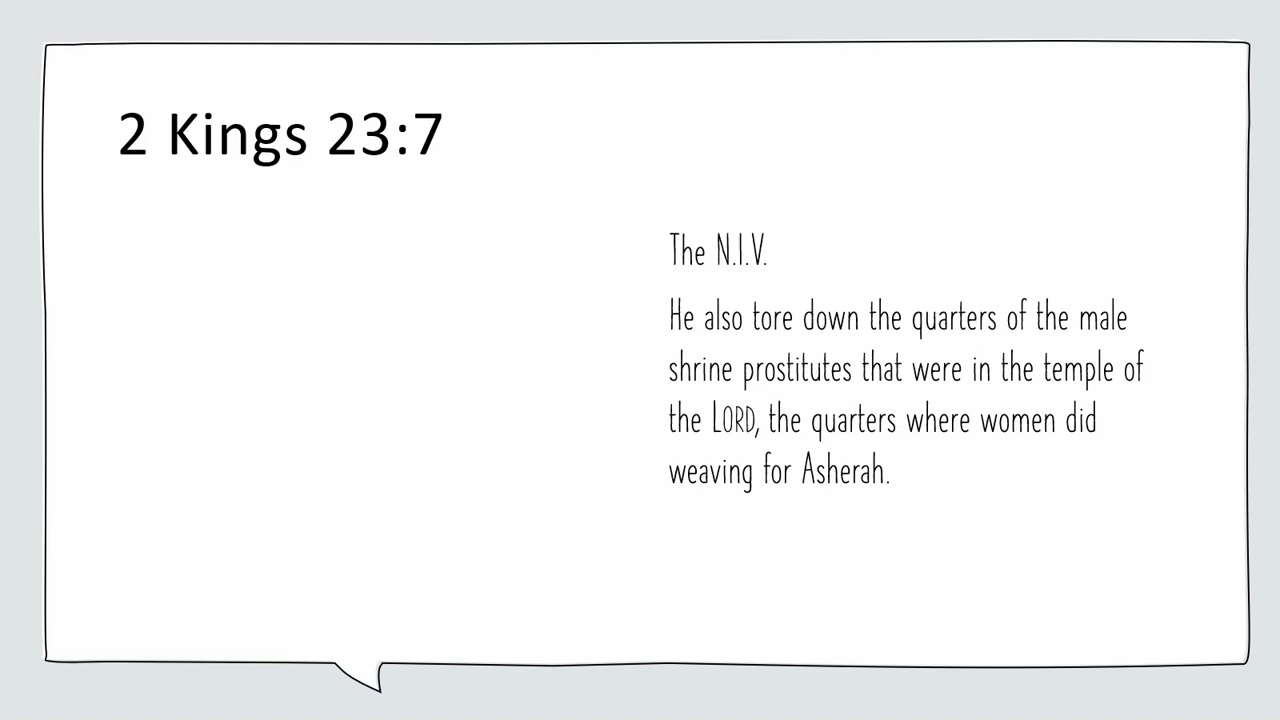 2 Kings 23:7
The N.I.V.
He also tore down the quarters of the male
shrine prostitutes that were in the temple of
the LORD, the quarters where women did
weaving for Asherah.